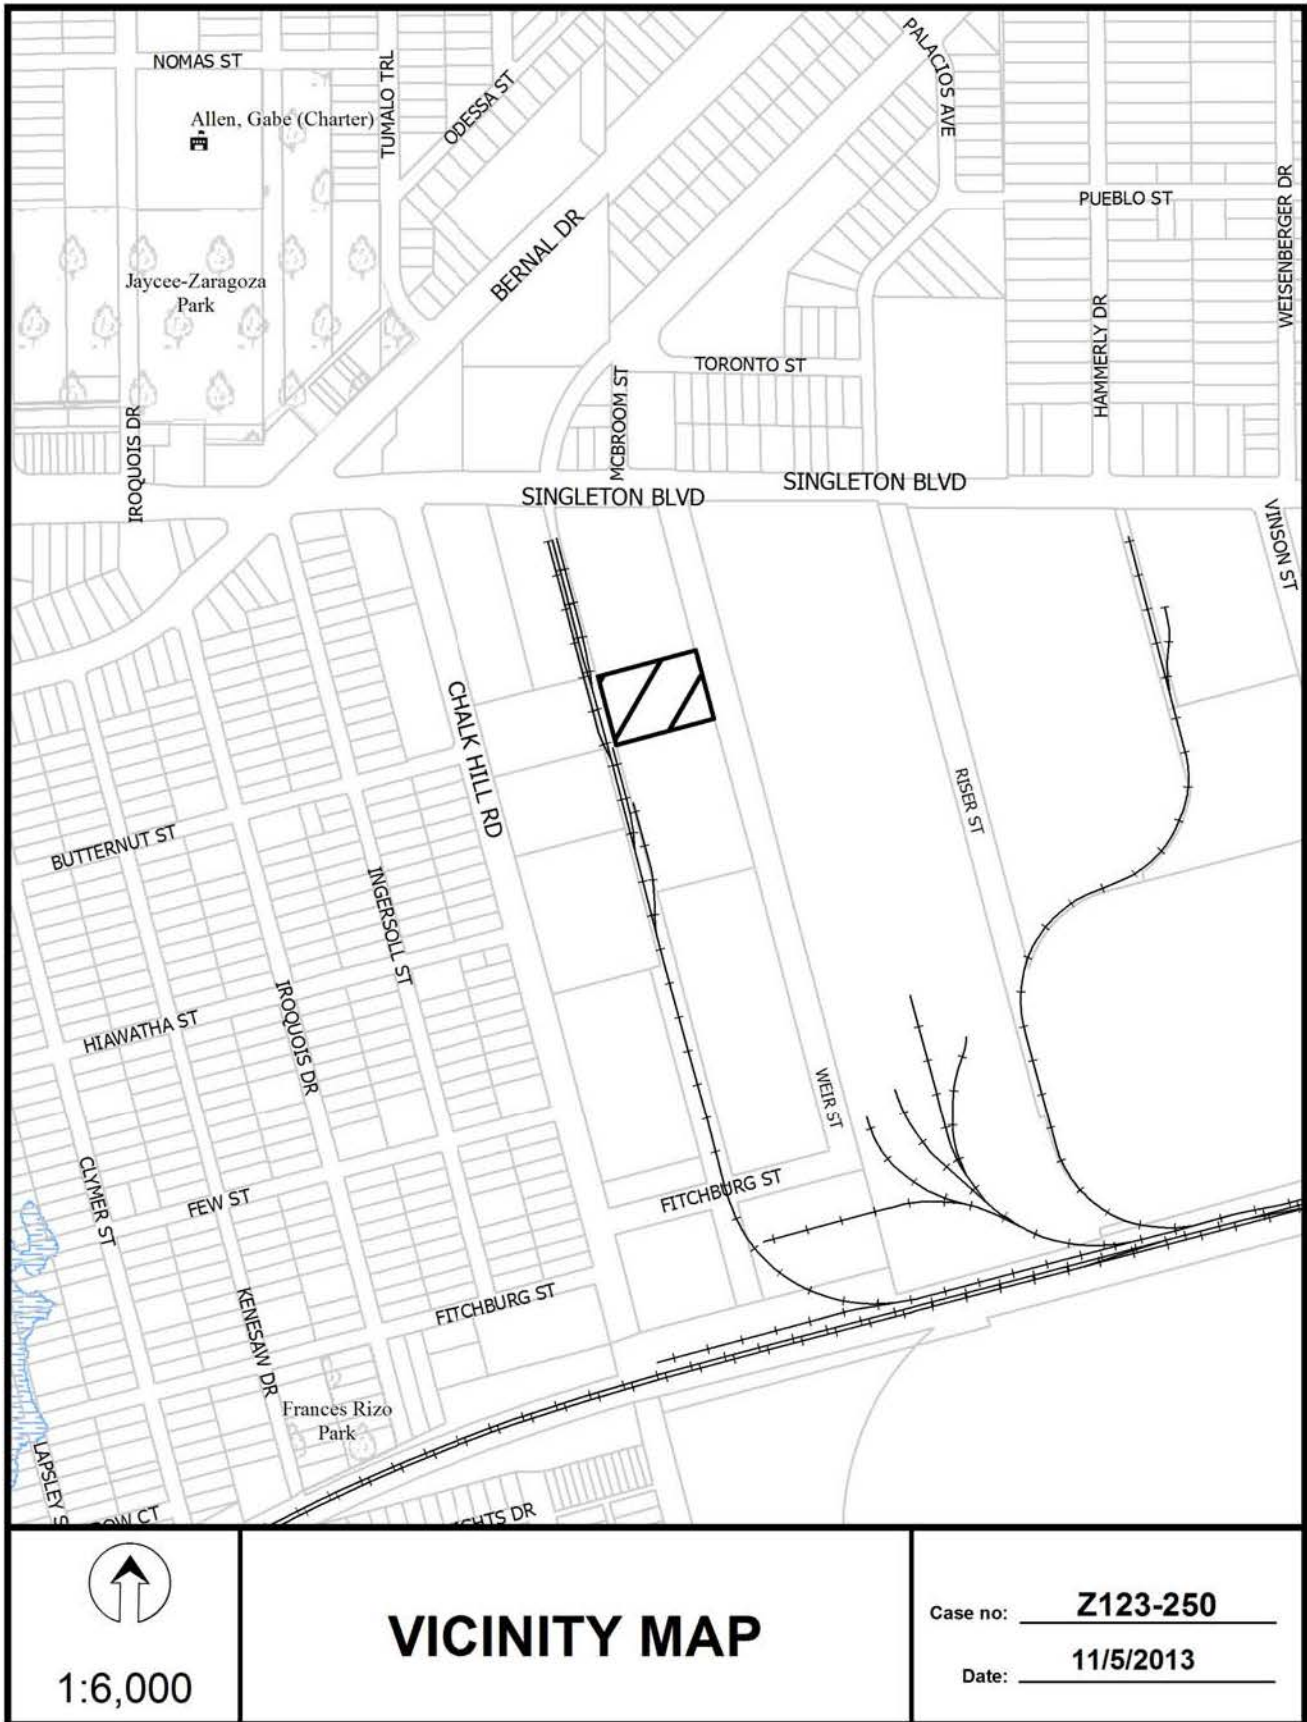 NOMAS ST
TUMALO TRL
ODESSA ST
PALACIOS AVE
Allen, Gabe (Charter)
PUEBLO ST
WEISENBERGER DR
BERNAL DR
Jaycee-Zaragoza
Park
HAMMERLY DR
TORONTO ST
MCBROOM ST
IROQUOIS DR
SINGLETON BLVD
SINGLETON BLVD
VINSON ST
CHALK HILL RD
RISER ST
BUTTERNUT ST
INGERSOLL ST
IROQUOIS DR
HIAWATHA ST
WEIR ST
CLYMER ST
FEW ST
FITCHBURG ST
KENESAW DR
FITCHBURG ST
Frances Rizo
Park
LAPSLEY S
OW CT
GHTS DR
1:6,000
VICINITY MAP
Case no: Z123-250
Date: 11/5/2013